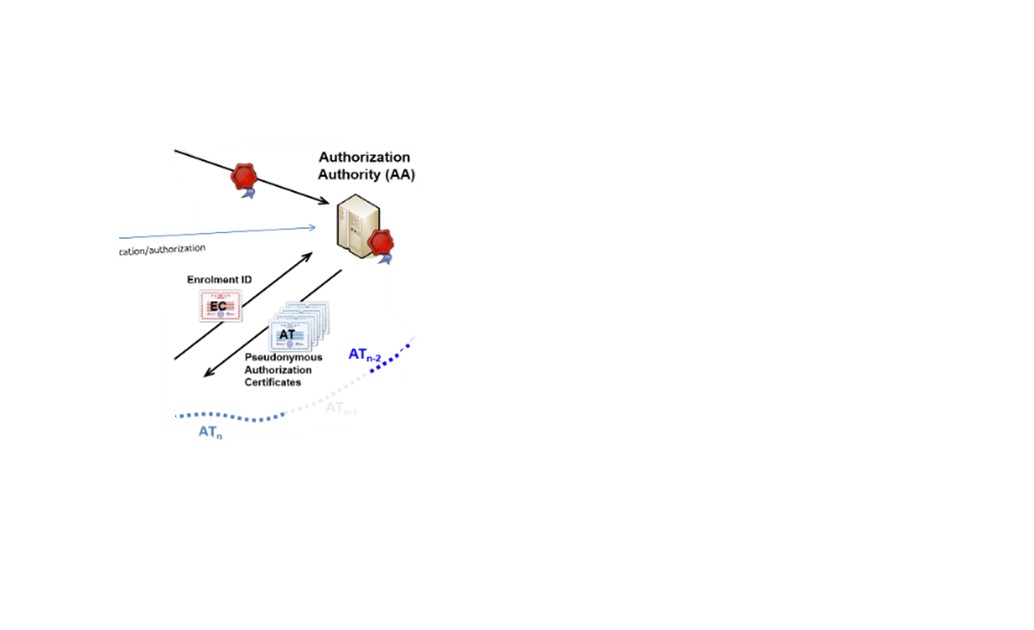 Authorization
Authority (AA)
cation/authorization
Enrolment ID
EC
AT
Pseudonymous
Authorization
Certificates
ATn-2
ATn-1
ATn